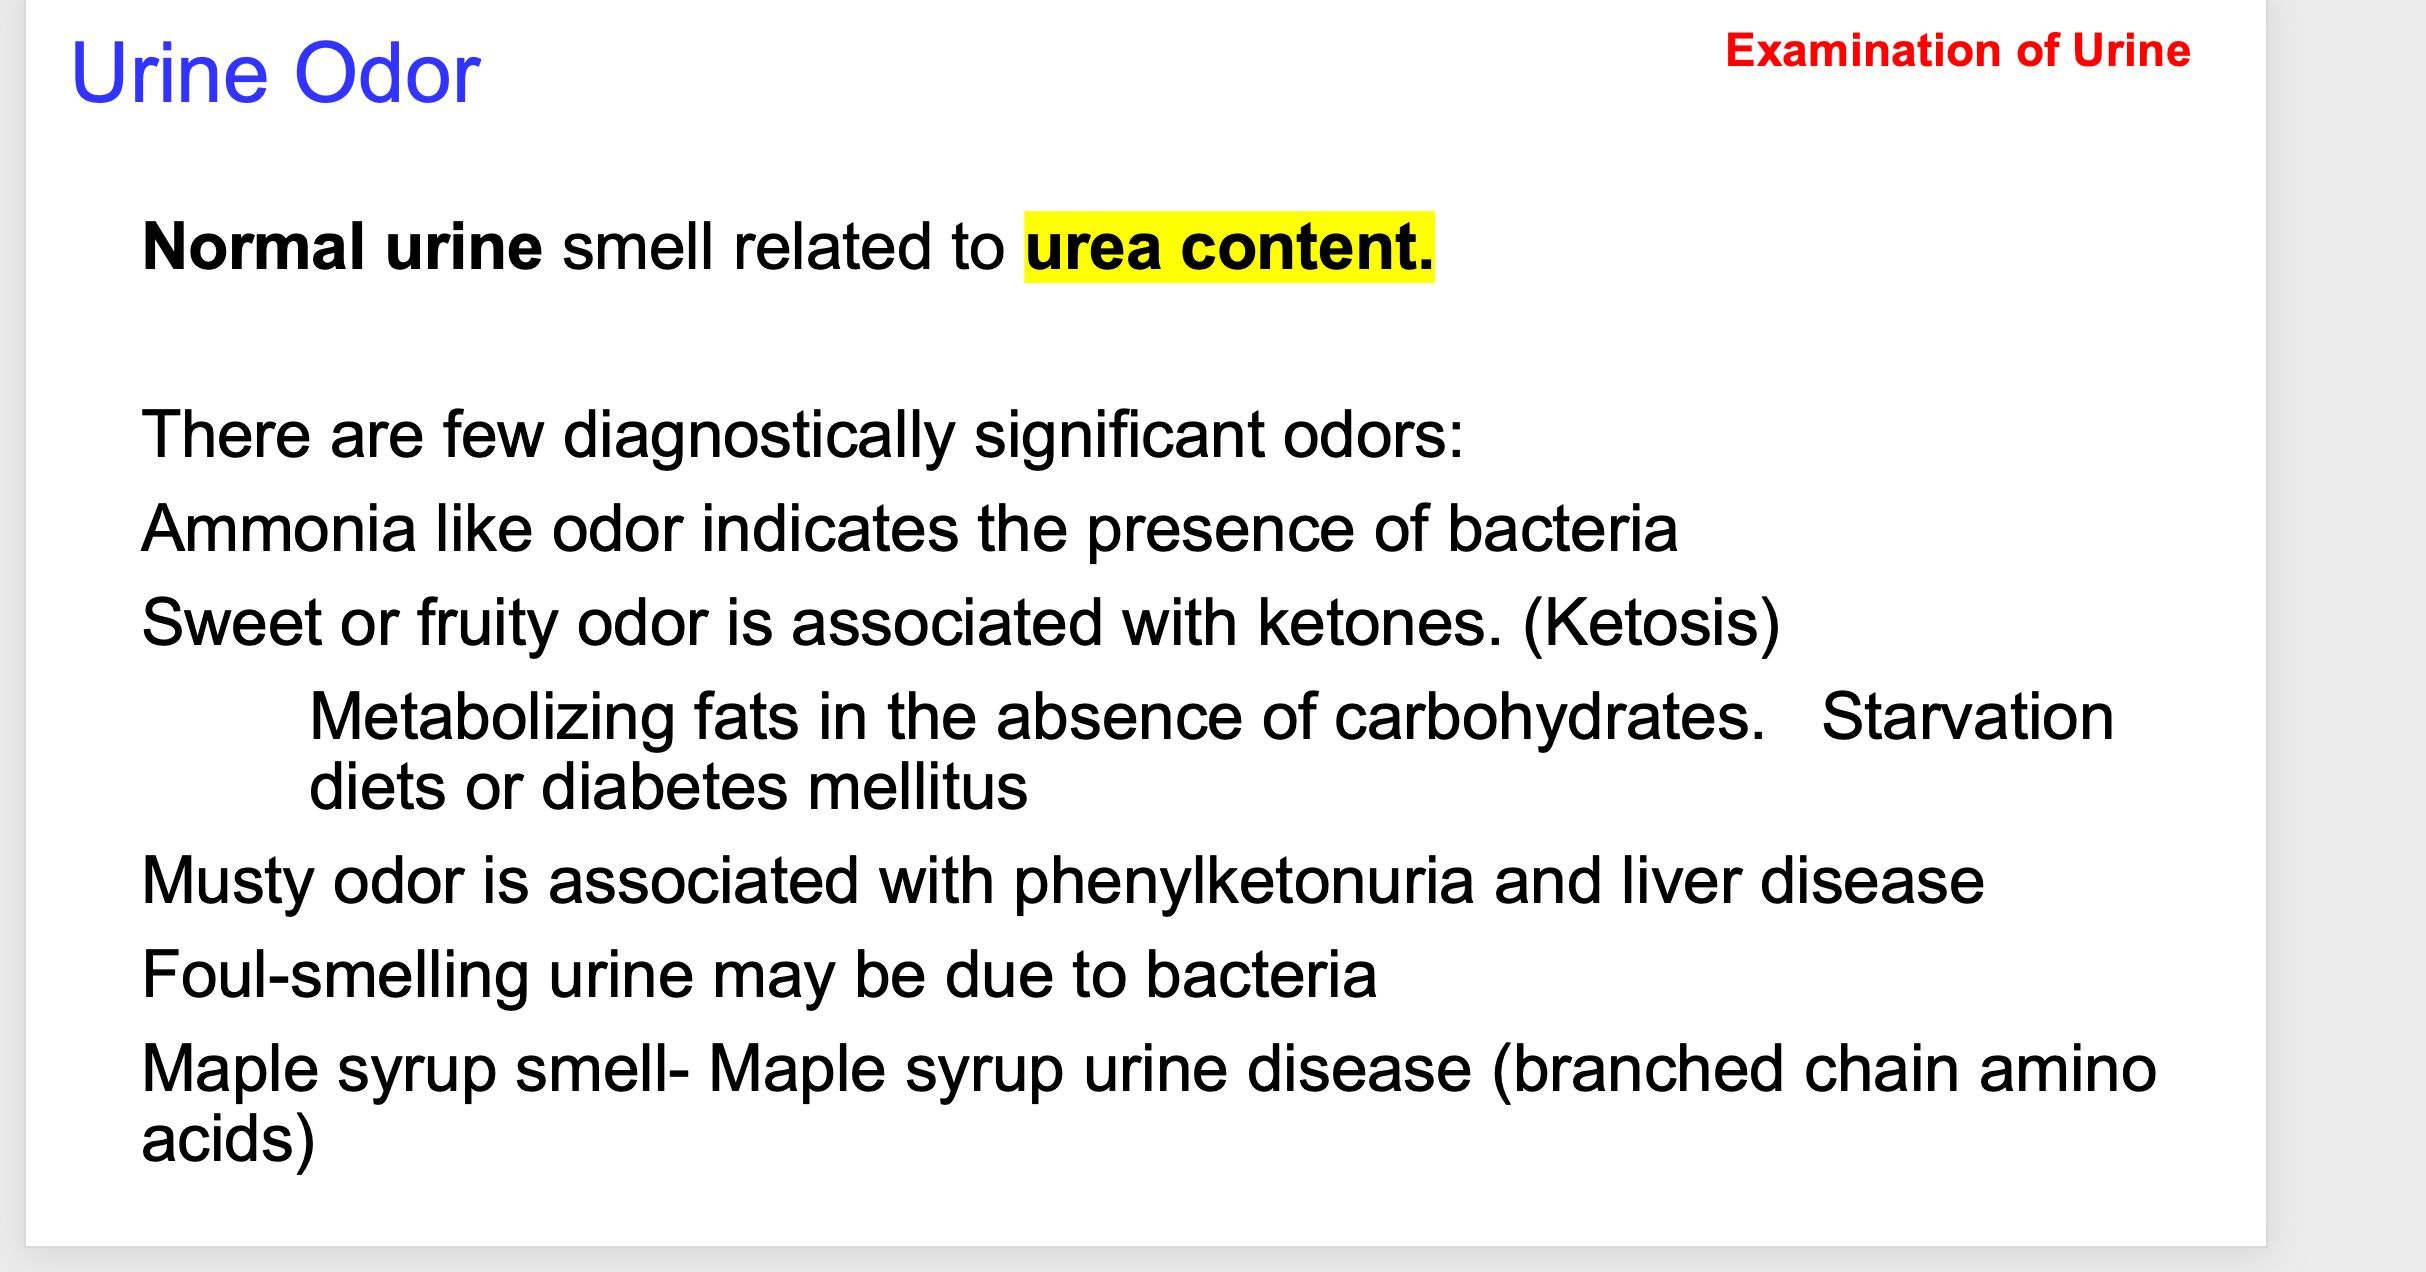 Urine Odor
Examination of Urine
Normal urine smell related to urea content.
There are few diagnostically significant odors:
Ammonia like odor indicates the presence of bacteria
Sweet or fruity odor is associated with ketones. (Ketosis)
Metabolizing fats in the absence of carbohydrates. Starvation
diets or diabetes mellitus
Musty odor is associated with phenylketonuria and liver disease
Foul-smelling urine may be due to bacteria
Maple syrup smell- Maple syrup urine disease (branched chain amino
acids)